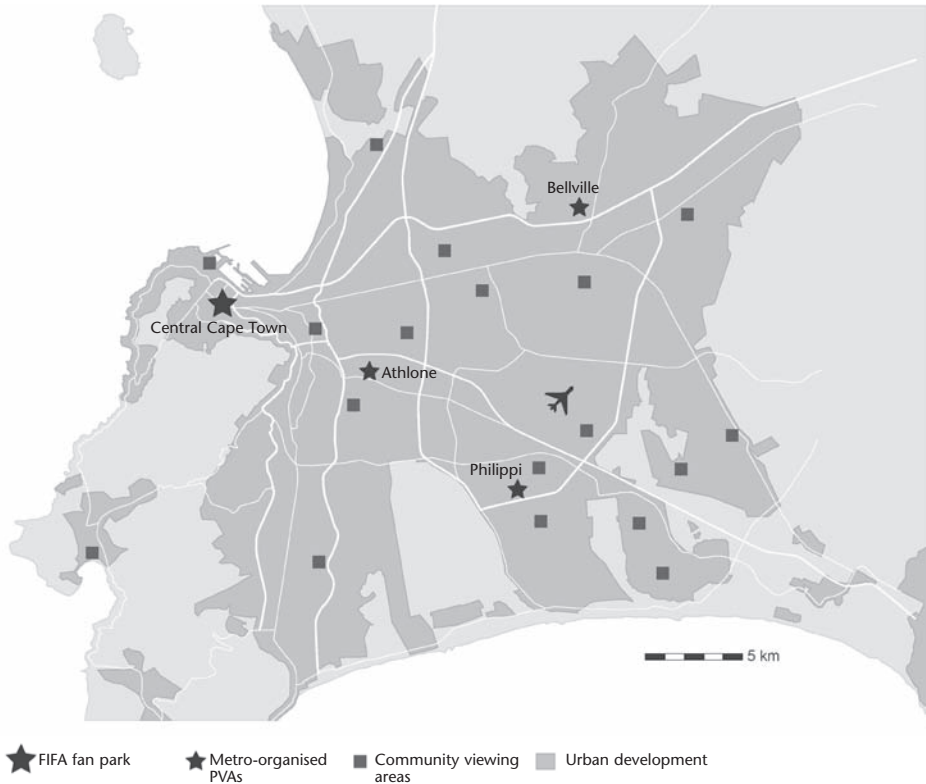 Bellville
Central Cape Town
Athlone
Philippi
5 km
FIFA fan park
Metro-organised
PVAs
Community viewing
areas
Urban development